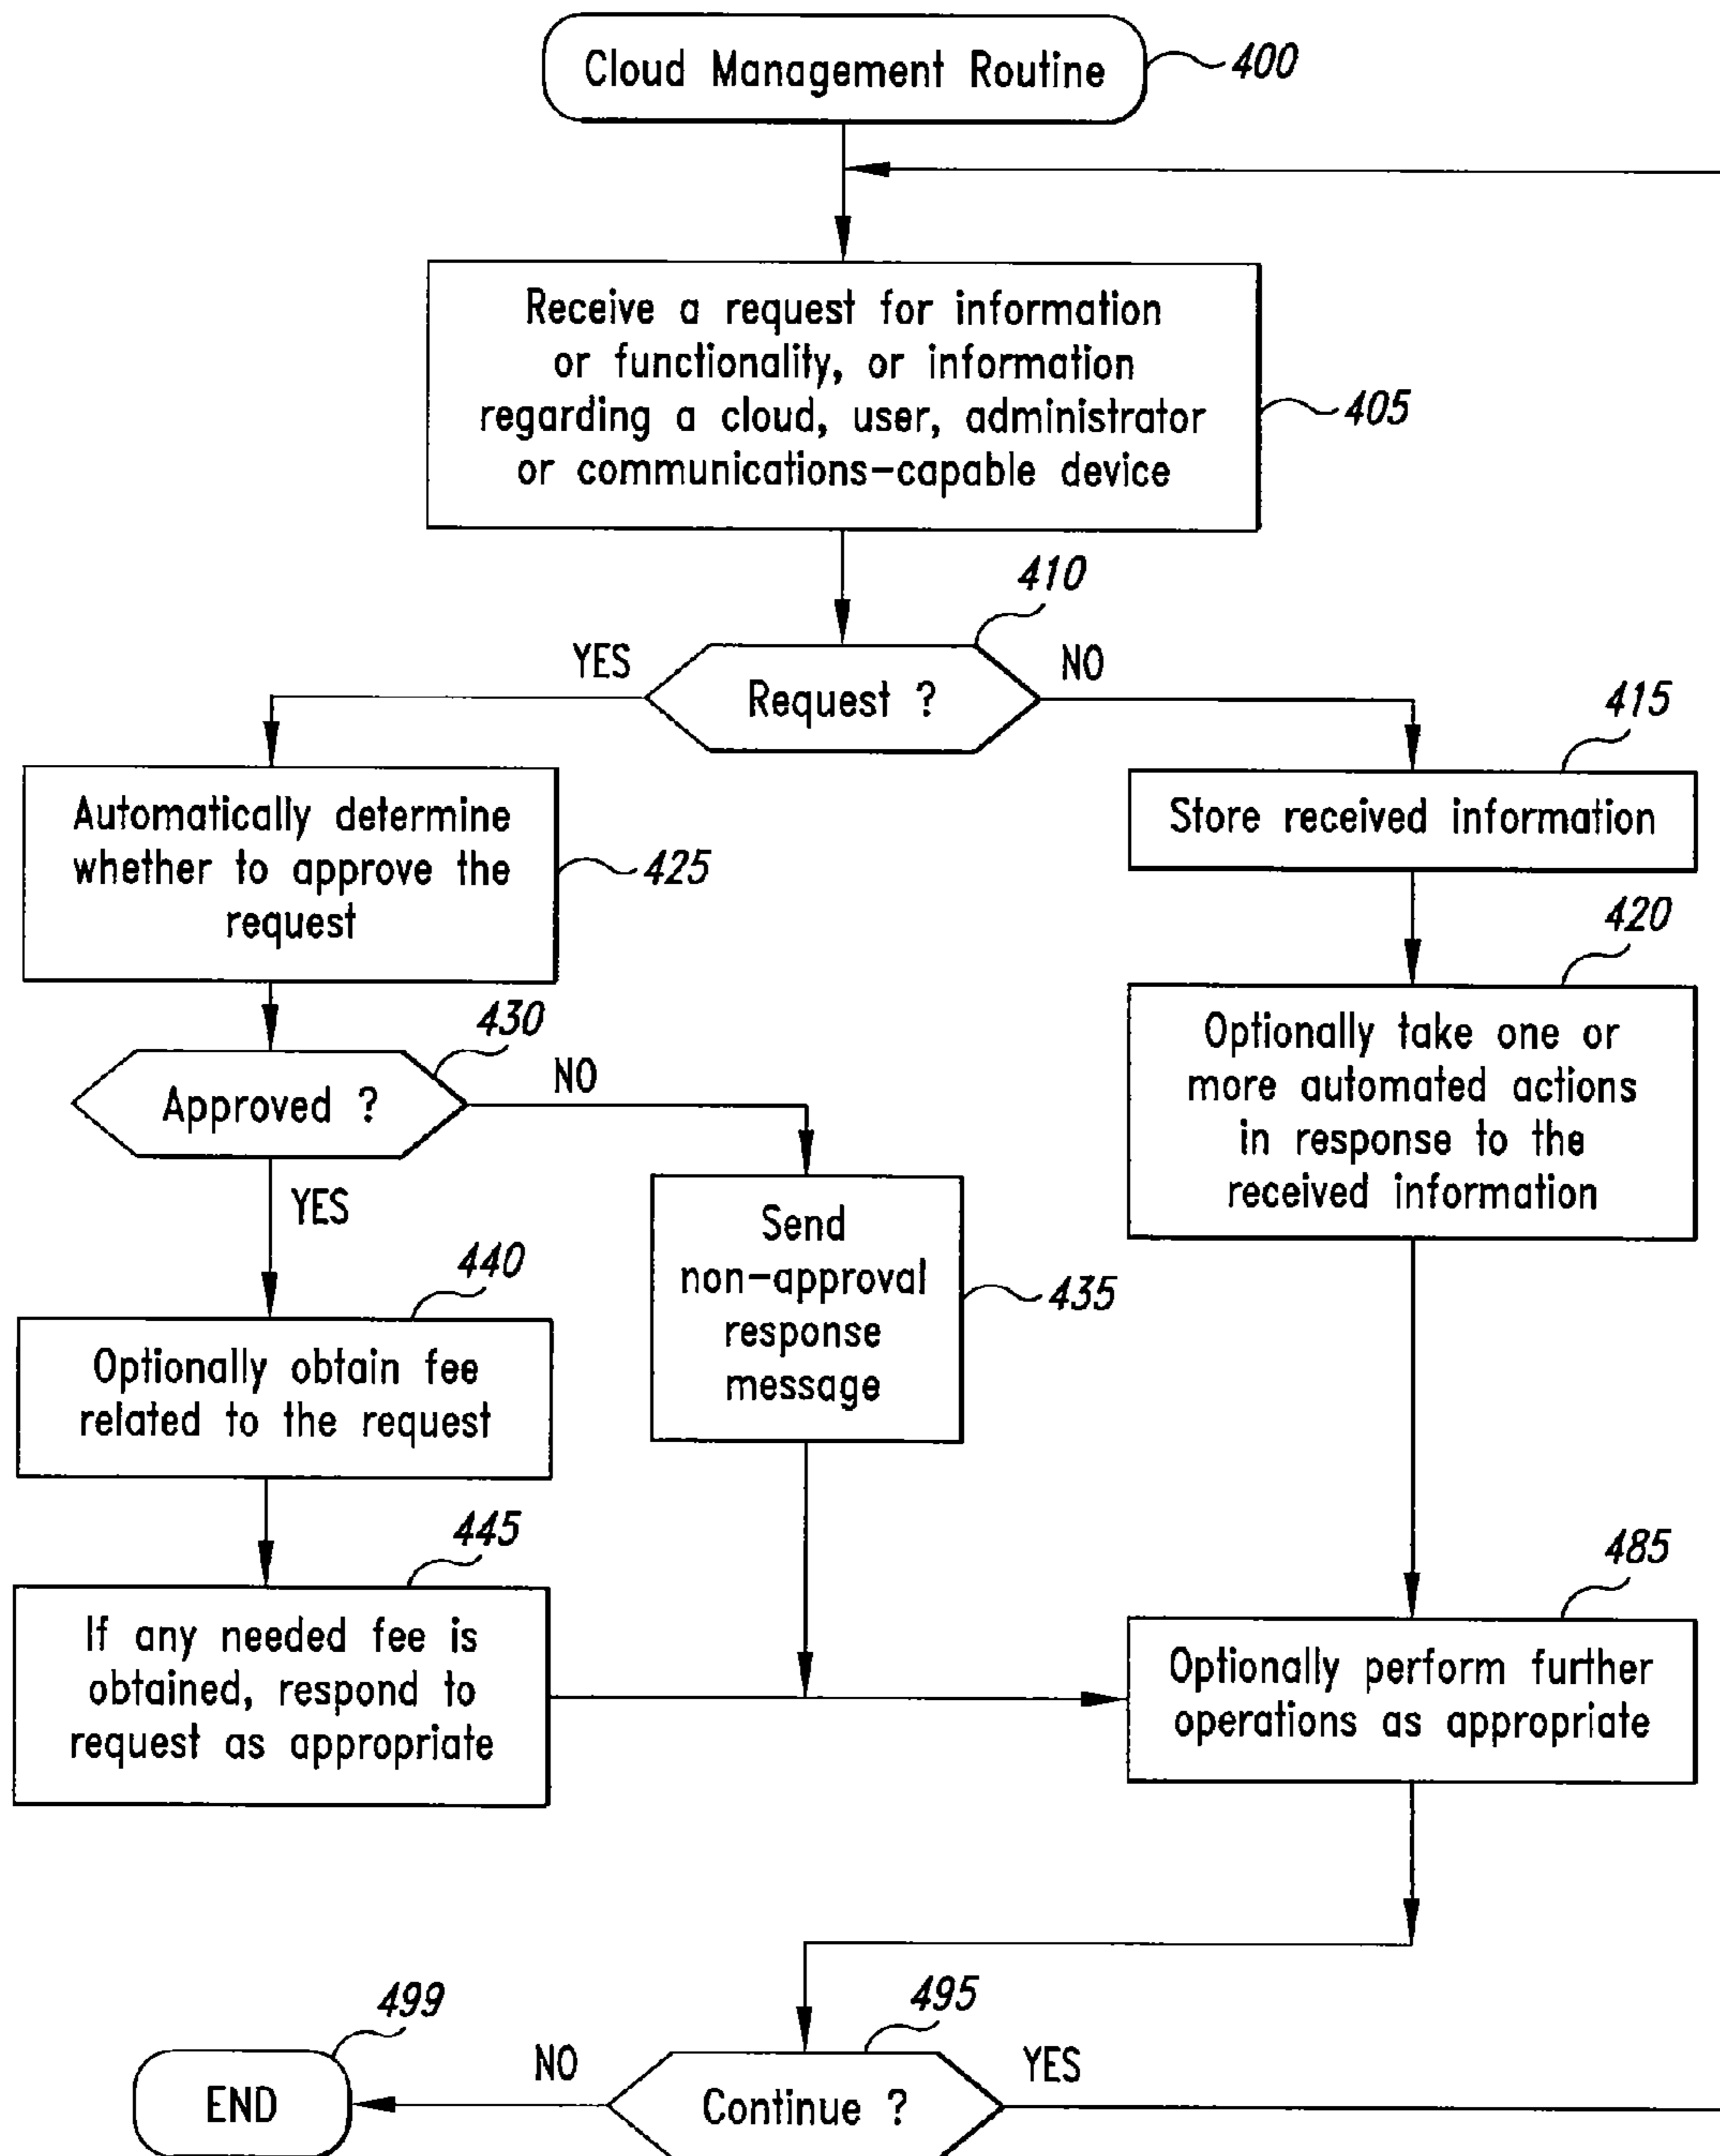 Cloud Management Routine
400
Receive a request for information
or functionality, or information
regarding a cloud, user, administrator
or communications-capable device
405
410
YES
Request ?
NO
415
Store received information
Automatically determine
whether to approve the
request
425
420
Optionally take one or
more automated actions
in response to the
received information
430
Approved ?
NO
YES
Send
non-approval
response
message
435
440
Optionally obtain fee
related to the request
445
If any needed fee is
obtained, respond to
request as appropriate
485
Optionally perform further
operations as appropriate
499
END
NO
495
Continue ?
YES